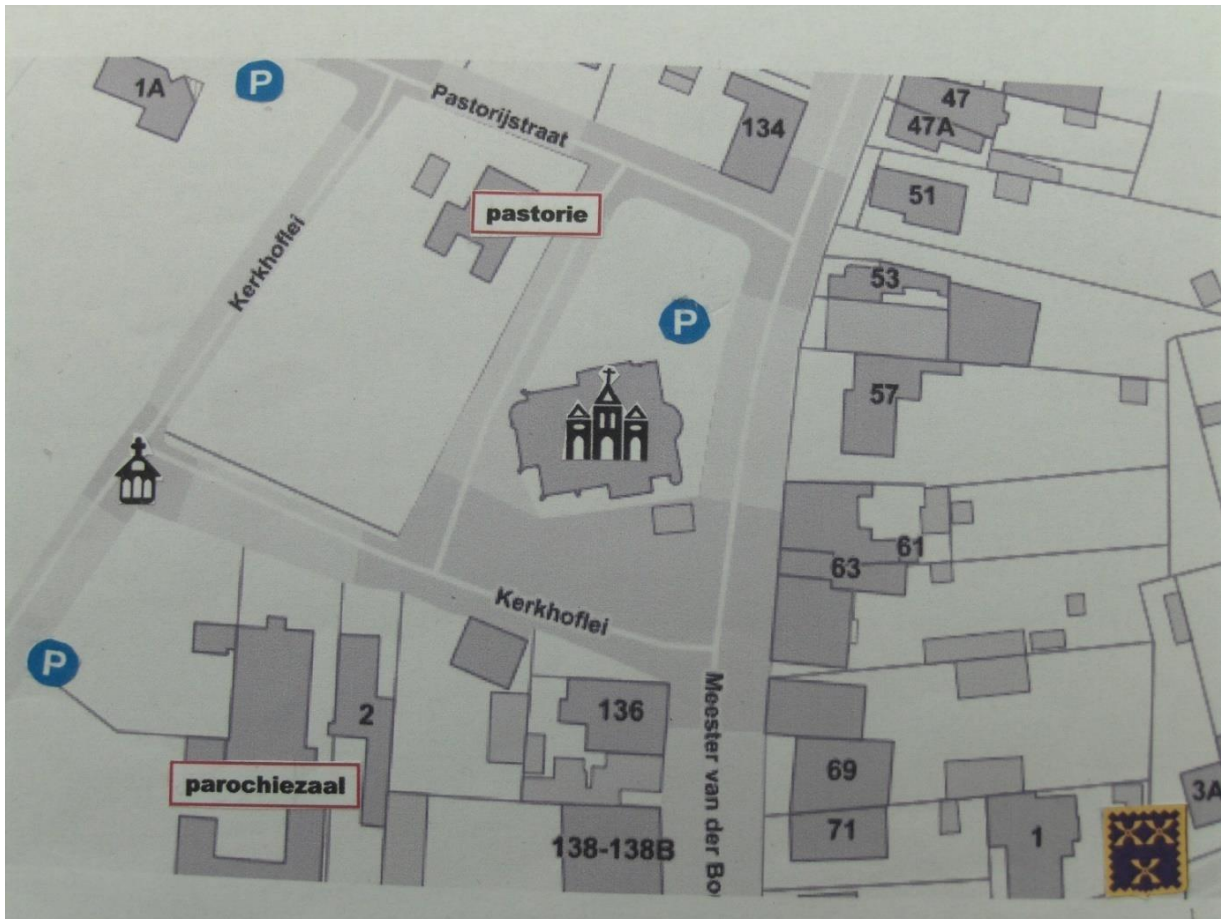 1A
P
Pastorijstraat
134
47
47A
51
pastorie
Kerkhoflei
53
P
57
61
63
Kerkhoflei
P
2
136
Meester van der Bo
69
parochiezaal
3A
71
1
138-138B